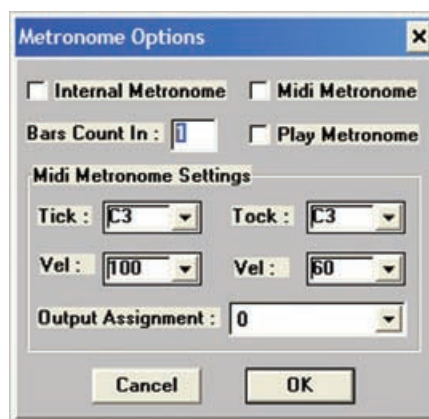 Metronome Options
Internal Metronome Midi Metronome
Bars Count In : 1 Play Metronome
Midi Metronome Settings
Tick : C3 Tock : C3
Vel : 100 Vel : 60
Output Assignment : 0
Cancel OK